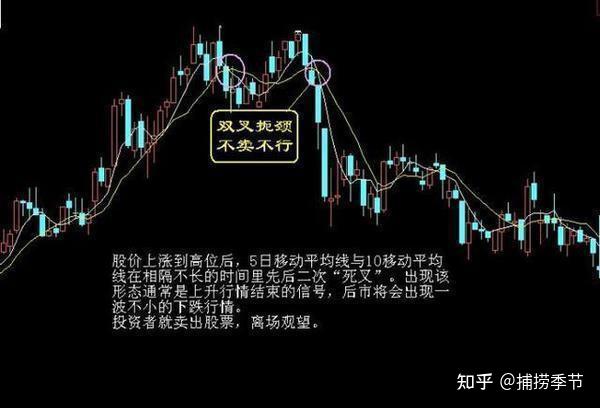 双叉扼颈
不卖不行
股价上涨到高位后，5日移动平均线与10移动平均
线在相隔不长的时间里先后二次“死叉”。出现该
形态通常是上升行情结束的信号，后市将会出现一
波不小的下跌行情。
投资者就卖出股票，离场观望。
知乎 @捕捞季节